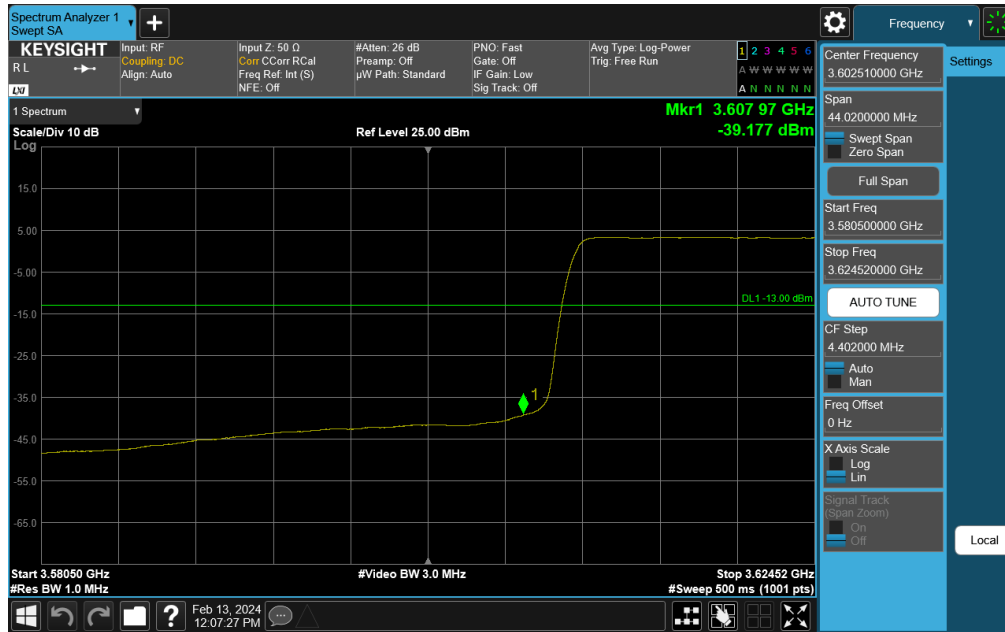 Spectrum Analyzer 1
Swept SA
Frequency
KEYSIGHT
R L
LXI
Input: RF
Coupling: DC
Align: Auto
Input Z: 50 Ω
Corr CCorr RCal
Freq Ref: Int (S)
NFE: Off
#Atten: 26 dB
Preamp: Off
µW Path: Standard
PNO: Fast
Gate: Off
IF Gain: Low
Sig Track: Off
Avg Type: Log-Power
Trig: Free Run
1 2 3 4 5 6
A W W W W W
A N N N N N
1 Spectrum
Mkr1 3.607 97 GHz
-39.177 dBm
Scale/Div 10 dB
Ref Level 25.00 dBm
Log
15.0
5.00
-5.00
DL1 -13.00 dBm
-15.0
-25.0
-35.0
1
-45.0
-55.0
-65.0
Start 3.58050 GHz
#Video BW 3.0 MHz
Stop 3.62452 GHz
#Res BW 1.0 MHz
#Sweep 500 ms (1001 pts)
Feb 13, 2024
12:07:27 PM
Center Frequency
3.602510000 GHz
Span
44.0200000 MHz
Swept Span
Zero Span
Full Span
Start Freq
3.580500000 GHz
Stop Freq
3.624520000 GHz
AUTO TUNE
CF Step
4.402000 MHz
Auto
Man
Freq Offset
0 Hz
X Axis Scale
Log
Lin
Signal Track
(Span Zoom)
On
Off
Settings
Local